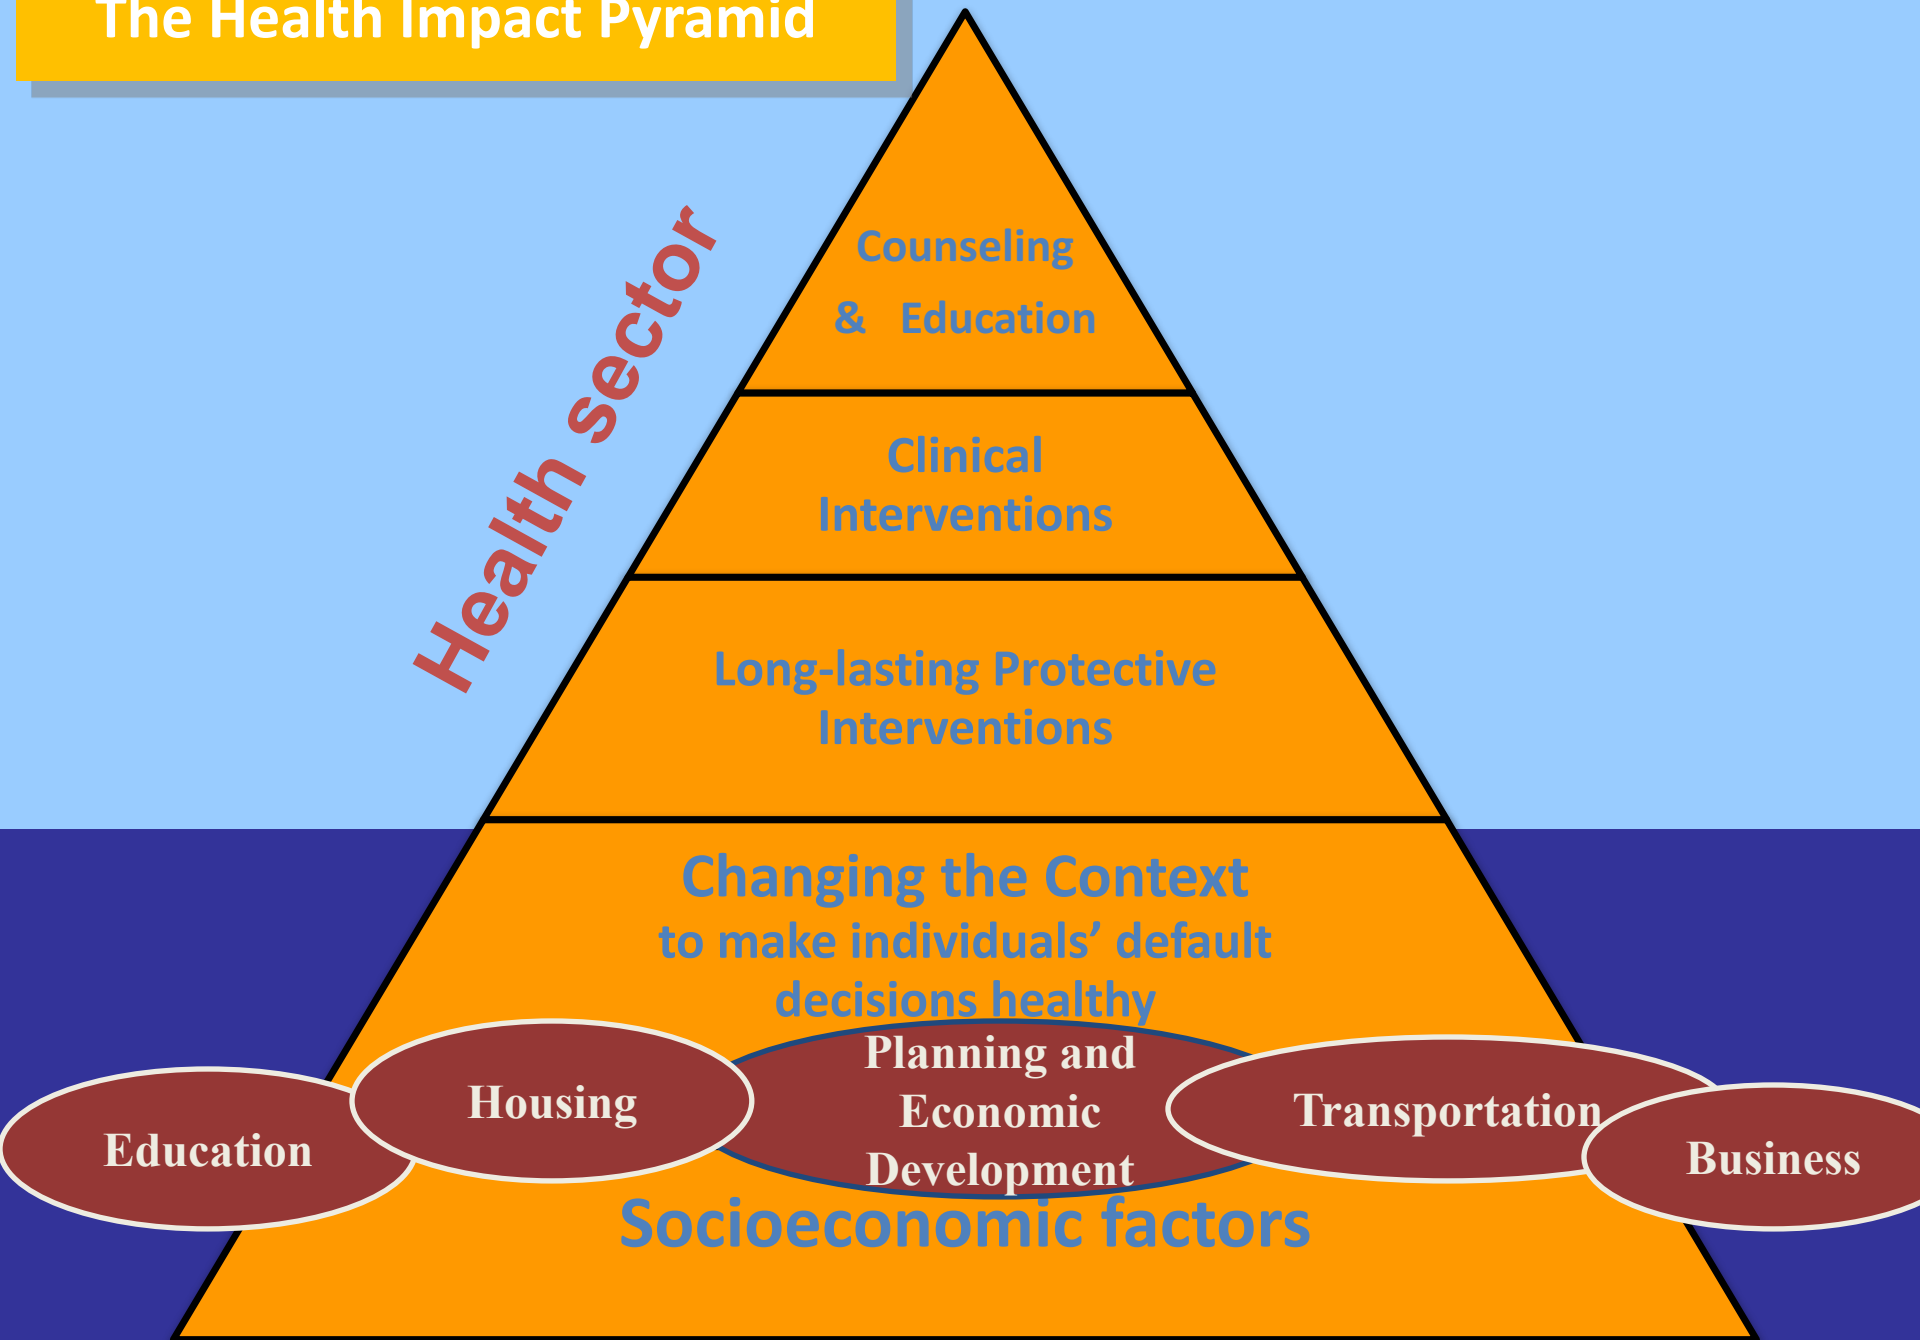 The Health Impact Pyramid
Health sector
Counseling
& Education
Clinical
Interventions
Long-lasting Protective
Interventions
Changing the Context
to make individuals’ default
decisions healthy
Education
Housing
Planning and
Economic
Development
Transportation
Business
Socioeconomic factors